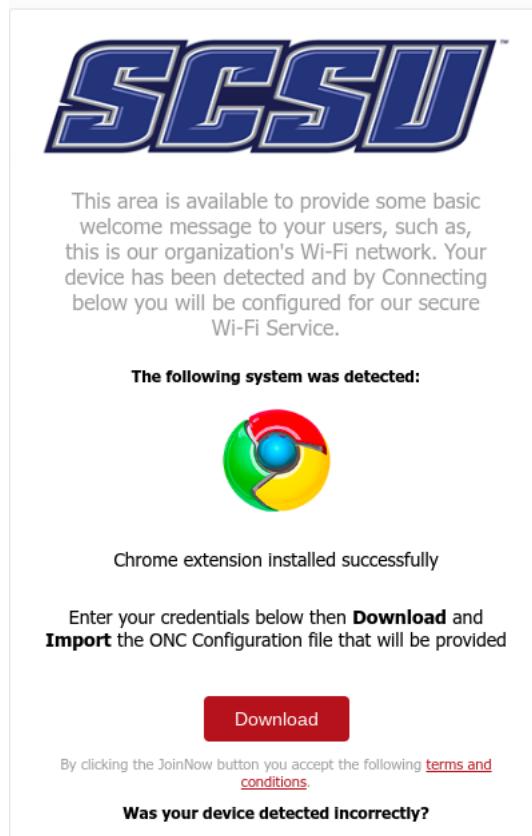 SCSU™
This area is available to provide some basic
welcome message to your users, such as,
this is our organization's Wi-Fi network. Your
device has been detected and by Connecting
below you will be configured for our secure
Wi-Fi Service.
The following system was detected:
Chrome extension installed successfully
Enter your credentials below then Download and
Import the ONC Configuration file that will be provided
Download
By clicking the JoinNow button you accept the following terms and
conditions.
Was your device detected incorrectly?